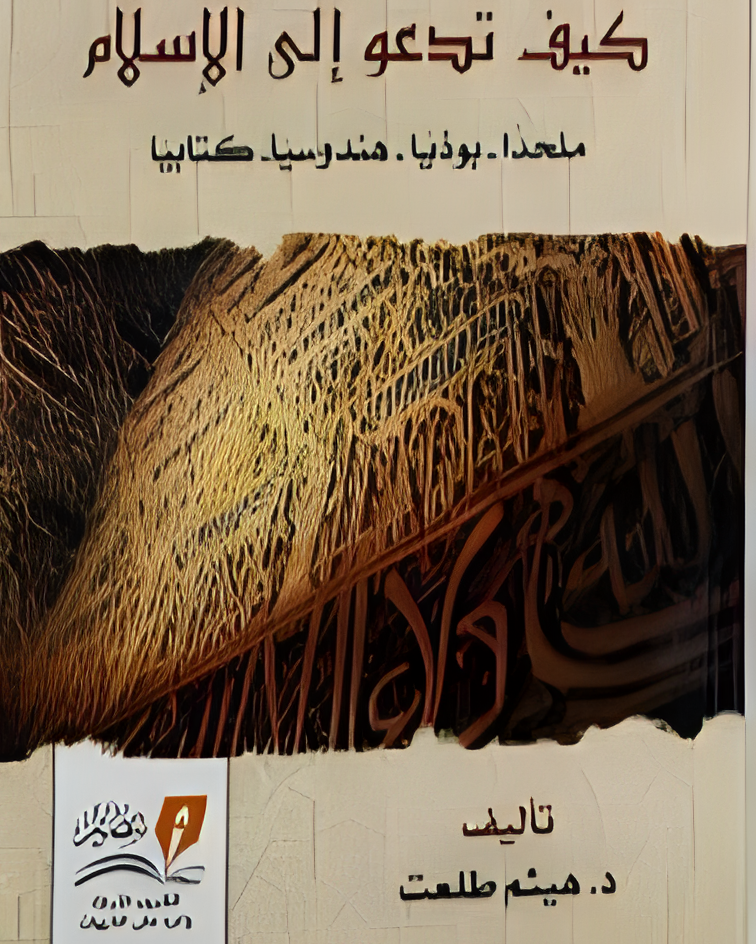 كيف تدعو إلى الإسلام
ملحدا. بوذيا. هندوسيا. كتابيا
تأليف
د. هيثم طلعت